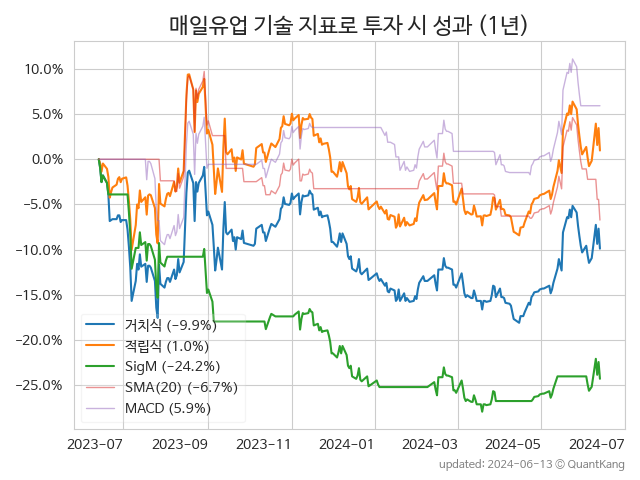 매일유업 기술 지표로 투자 시 성과 (1년)
10.0%
5.0%
0.0%
−5.0%
−10.0%
−15.0%
−20.0%
−25.0%
거치식 (−9.9%)
적립식 (1.0%)
SigM (−24.2%)
SMA(20) (−6.7%)
MACD (5.9%)
2023-07 2023-09 2023-11 2024-01 2024-03 2024-05 2024-07
updated: 2024-06-13 © QuantKang